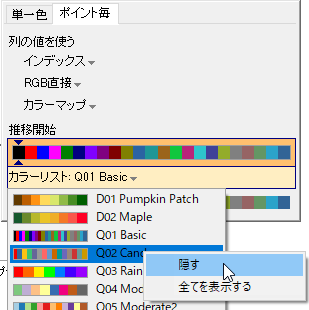 単一色 ポイント毎
列の値を使う
インデックス
RGB直接
カラーマップ
推移開始
カラーリスト: Q01 Basic
D01 Pumpkin Patch
D02 Maple
Q01 Basic
Q02
隠す
Q03
全てを表示する
Q04
Q05 Moderate2